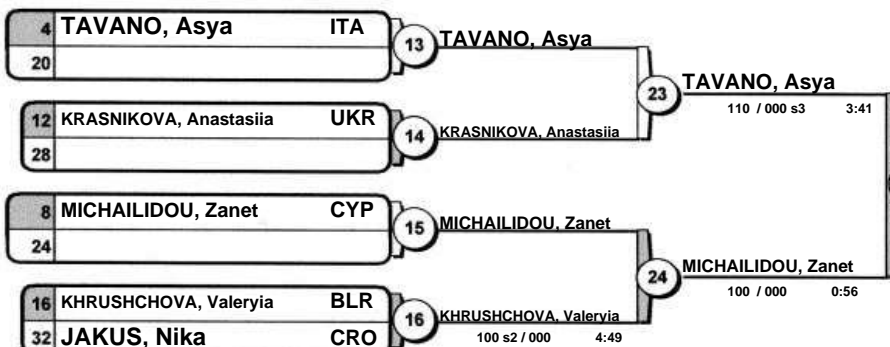 4 TAVANO, Asya ITA
20
13 TAVANO, Asya
12 KRASNIKOVA, Anastasiia UKR
28
14 KRASNIKOVA, Anastasiia
23 TAVANO, Asya
110 / 000 s3 3:41
8 MICHAILIDOU, Zanet CYP
24
15 MICHAILIDOU, Zanet
16 KHRUSHCHOVA, Valeryia BLR
32 JAKUS, Nika CRO
16 KHRUSHCHOVA, Valeryia
100 s2 / 000 4:49
24 MICHAILIDOU, Zanet
100 / 000 0:56